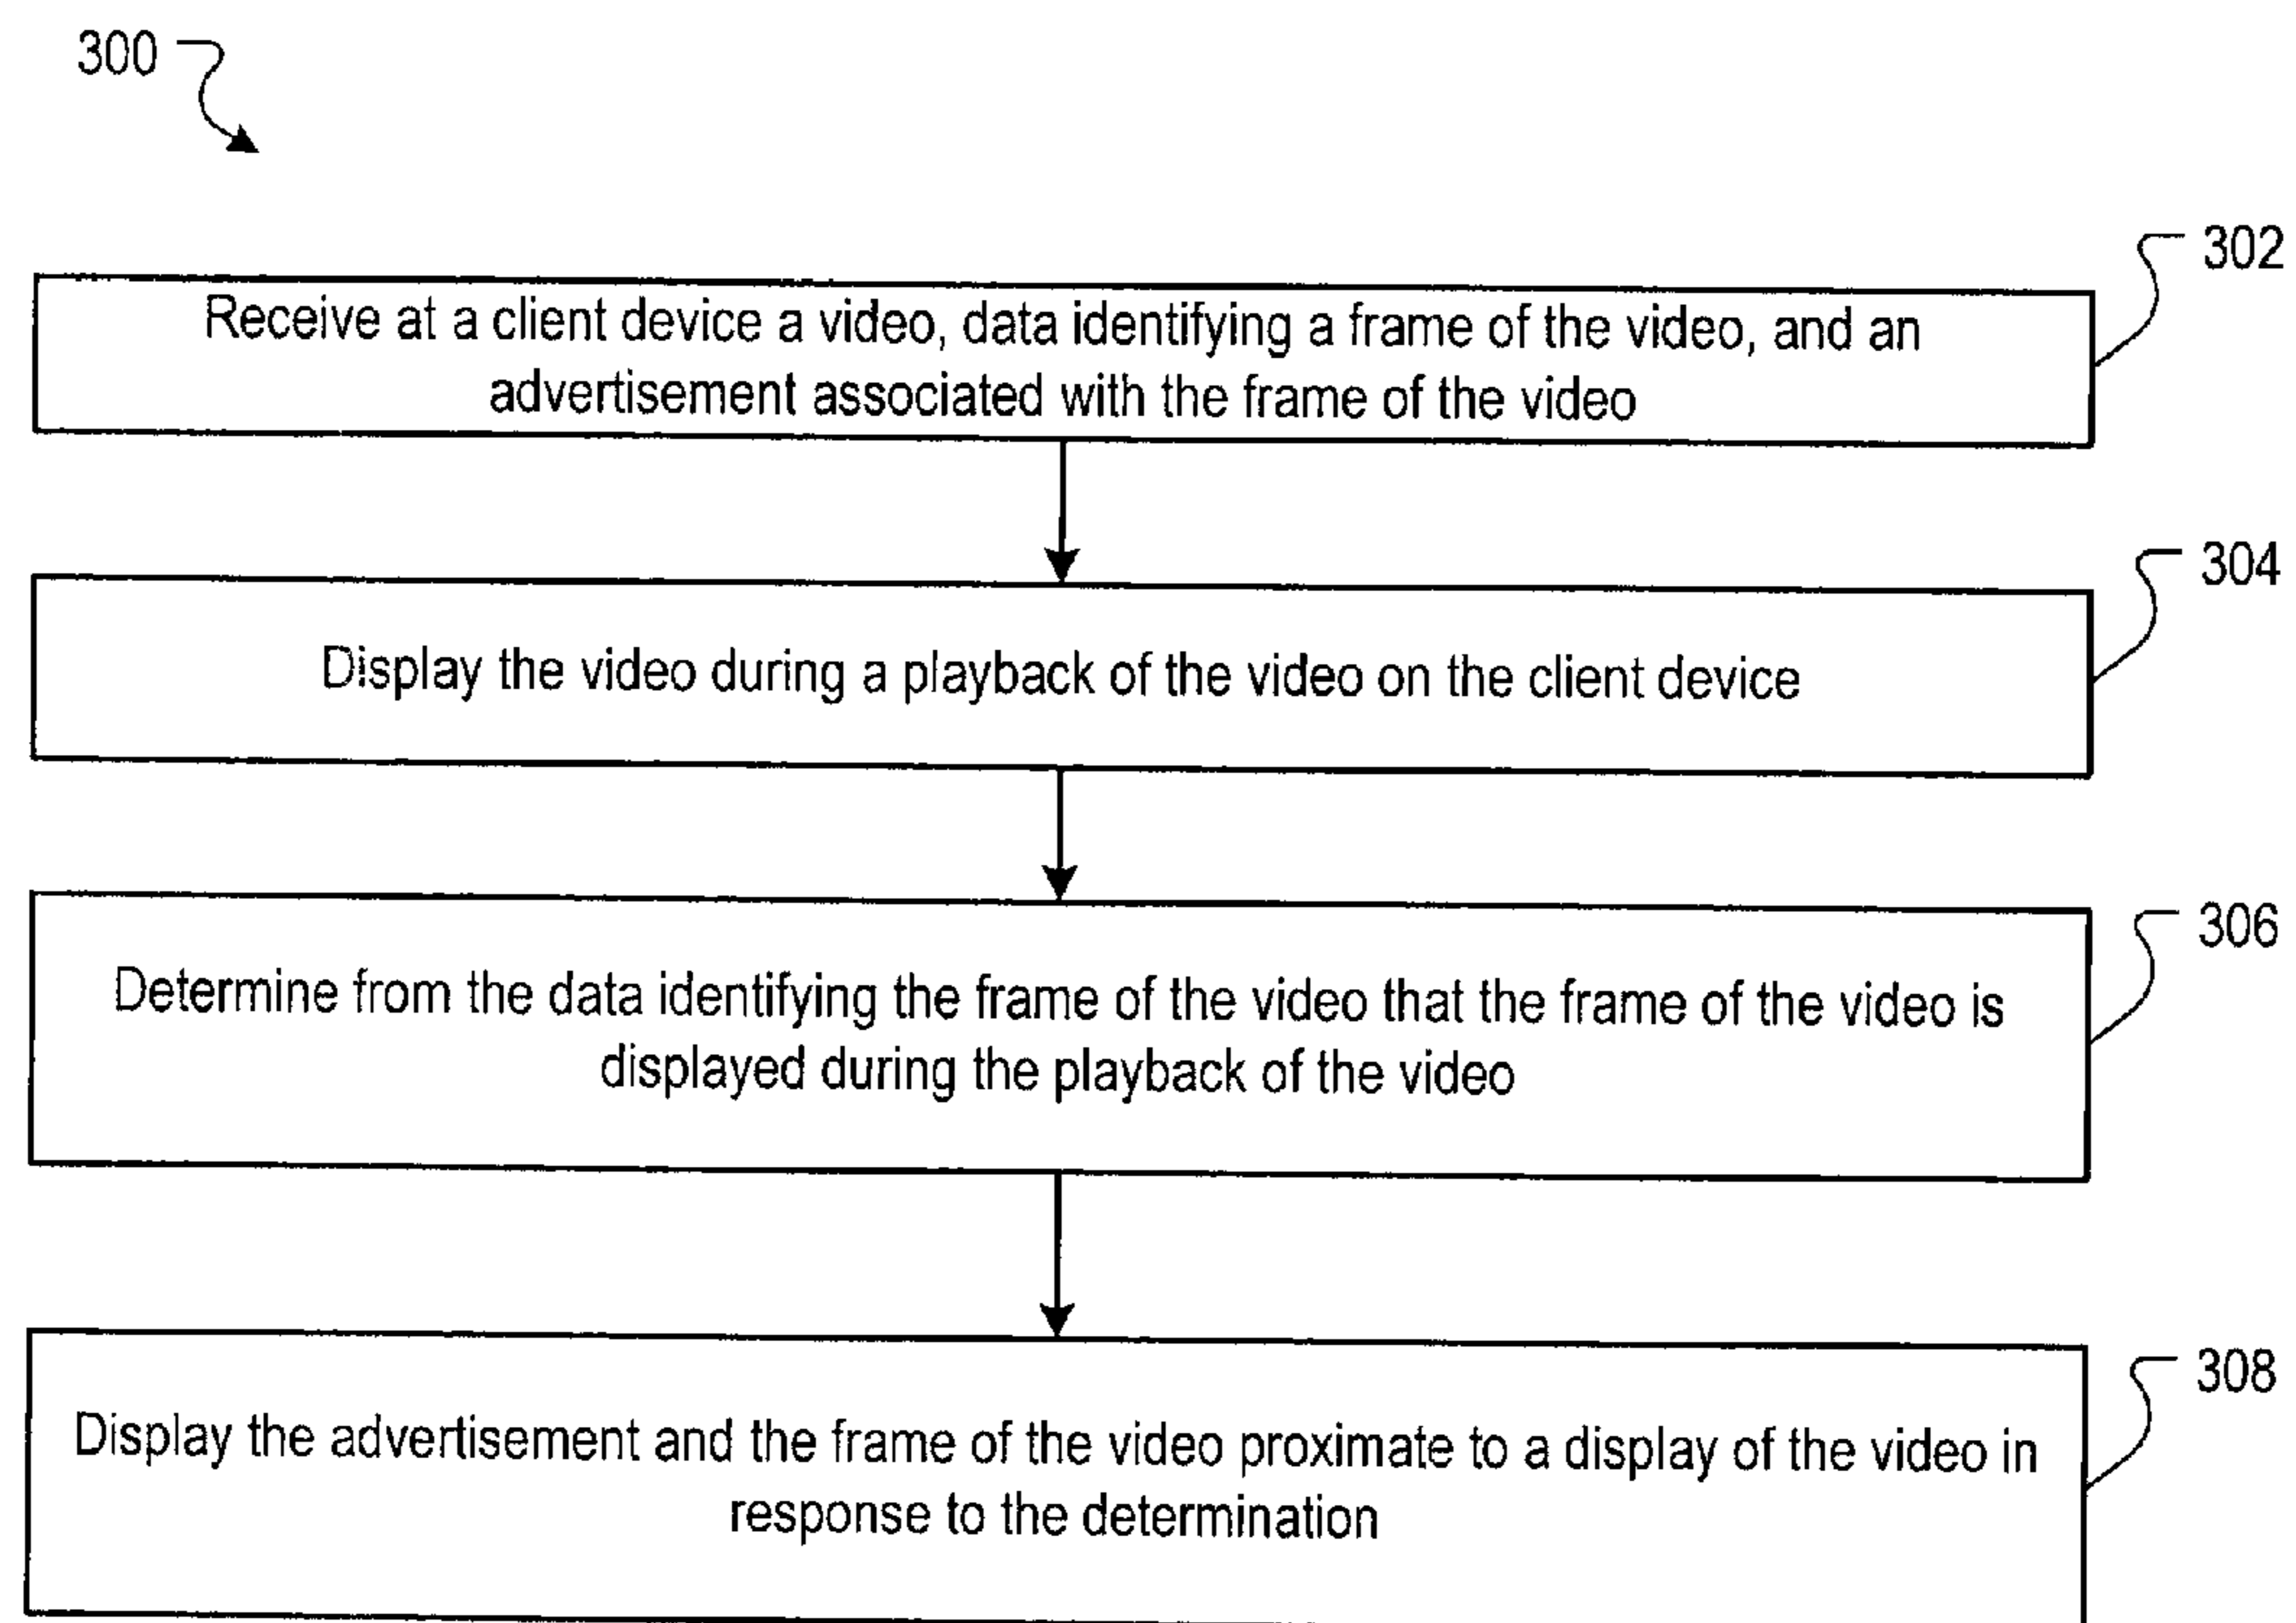 300
302
Receive at a client device a video, data identifying a frame of the video, and an
advertisement associated with the frame of the video
304
Display the video during a playback of the video on the client device
306
Determine from the data identifying the frame of the video that the frame of the video is
displayed during the playback of the video
308
Display the advertisement and the frame of the video proximate to a display of the video in
response to the determination